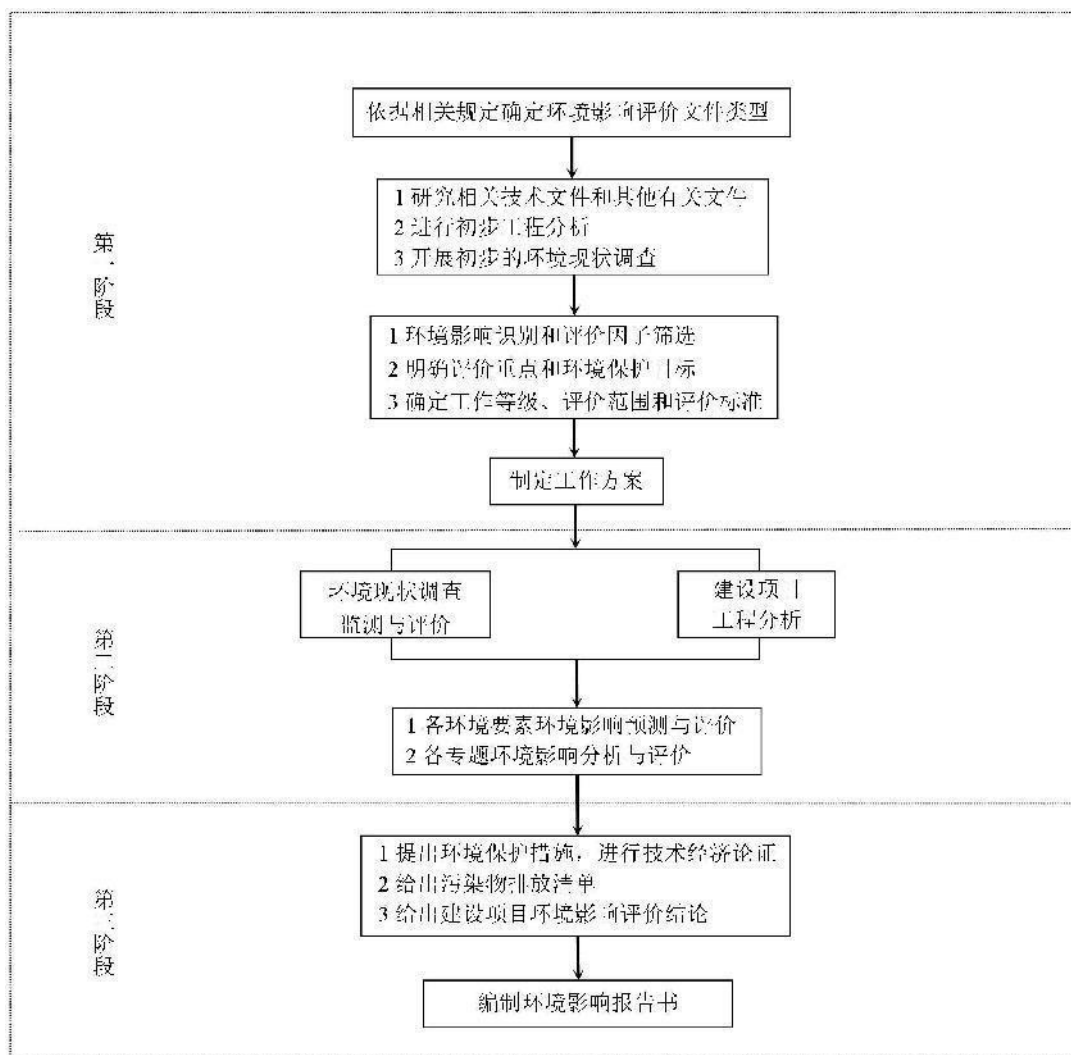 依据相关规定确定环境影响评价文件类型
1 研究相关技术文件和其他有关文件
2 进行初步工程分析
3 开展初步的环境现状调查
第一阶段
1 环境影响识别和评价因子筛选
2 明确评价重点和环境保护目标
3 确定工作等级、评价范围和评价标准
制定工作方案
环境现状调查
监测与评价
建设项目
工程分析
第二阶段
1 各环境要素环境影响预测与评价
2 各专题环境影响分析与评价
1 提出环境保护措施，进行技术经济论证
2 给出污染物排放清单
3 给出建设项目环境影响评价结论
第三阶段
编制环境影响报告书